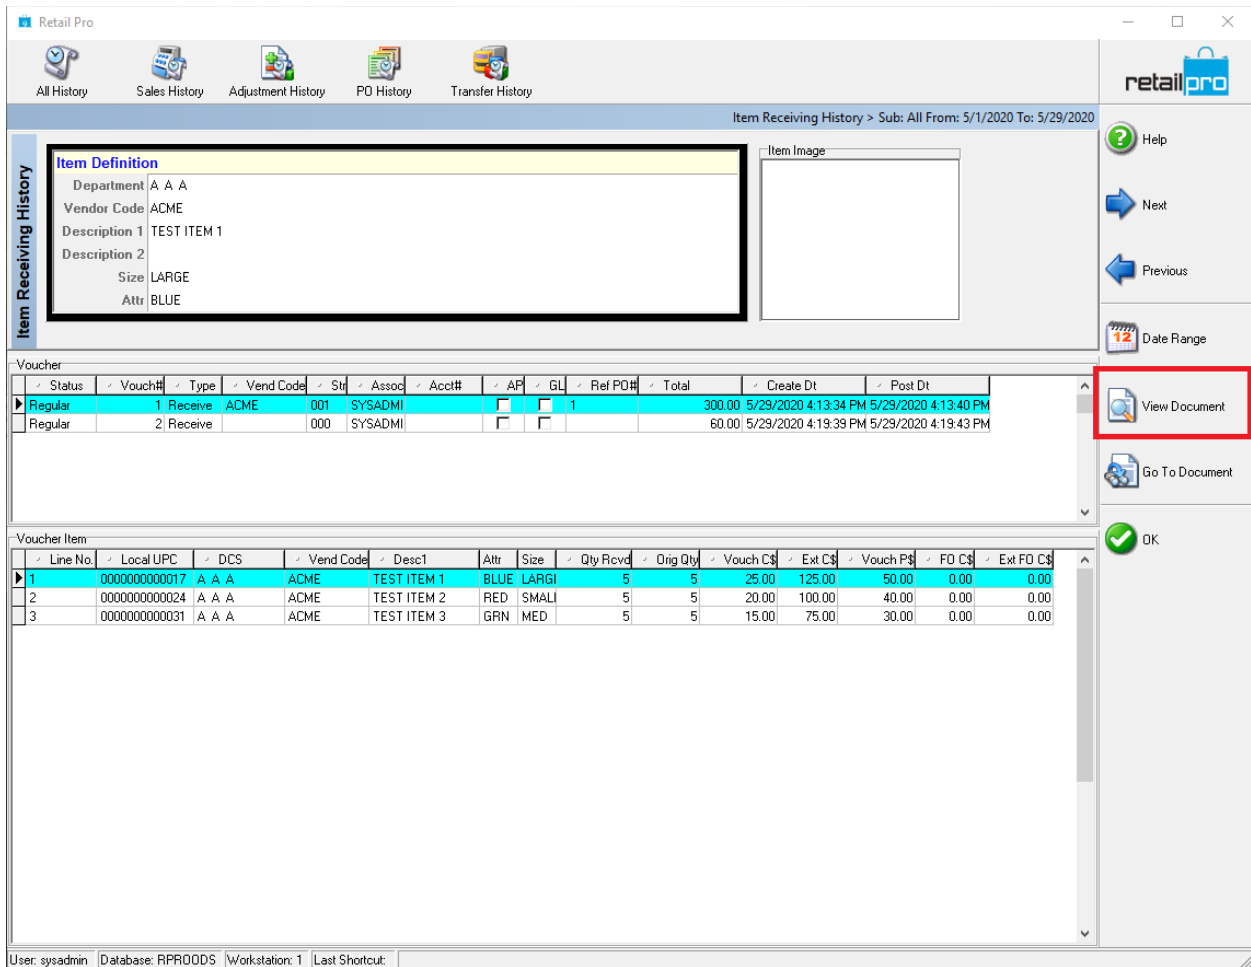 Retail Pro
All History Sales History Adjustment History PO History Transfer History
retailpro
Item Receiving History > Sub: All From: 5/1/2020 To: 5/29/2020
Item Receiving History
Item Definition
Department A A A
Vendor Code ACME
Description 1 TEST ITEM 1
Description 2
Size LARGE
Attr BLUE
Item Image
Help
Next
Previous
12 Date Range
View Document
Go To Document
OK
Voucher
Status Vouch# Type Vend Code Str Assoc Acct# AP GL Ref PO# Total Create Dt Post Dt
Regular 1 Receive ACME 001 SYSADMI 1 300.00 5/29/2020 4:13:34 PM 5/29/2020 4:13:40 PM
Regular 2 Receive 000 SYSADMI 60.00 5/29/2020 4:19:39 PM 5/29/2020 4:19:43 PM
Voucher Item
Line No. Local UPC DCS Vend Code Desc1 Attr Size Qty Rcvd Orig Qty Vouch C$ Ext C$ Vouch P$ FO C$ Ext FO C$
1 0000000000017 A A A ACME TEST ITEM 1 BLUE LARGI 5 5 25.00 125.00 50.00 0.00 0.00
2 0000000000024 A A A ACME TEST ITEM 2 RED SMALI 5 5 20.00 100.00 40.00 0.00 0.00
3 0000000000031 A A A ACME TEST ITEM 3 GRN MED 5 5 15.00 75.00 30.00 0.00 0.00
User: sysadmin Database: RPROODS Workstation: 1 Last Shortcut: